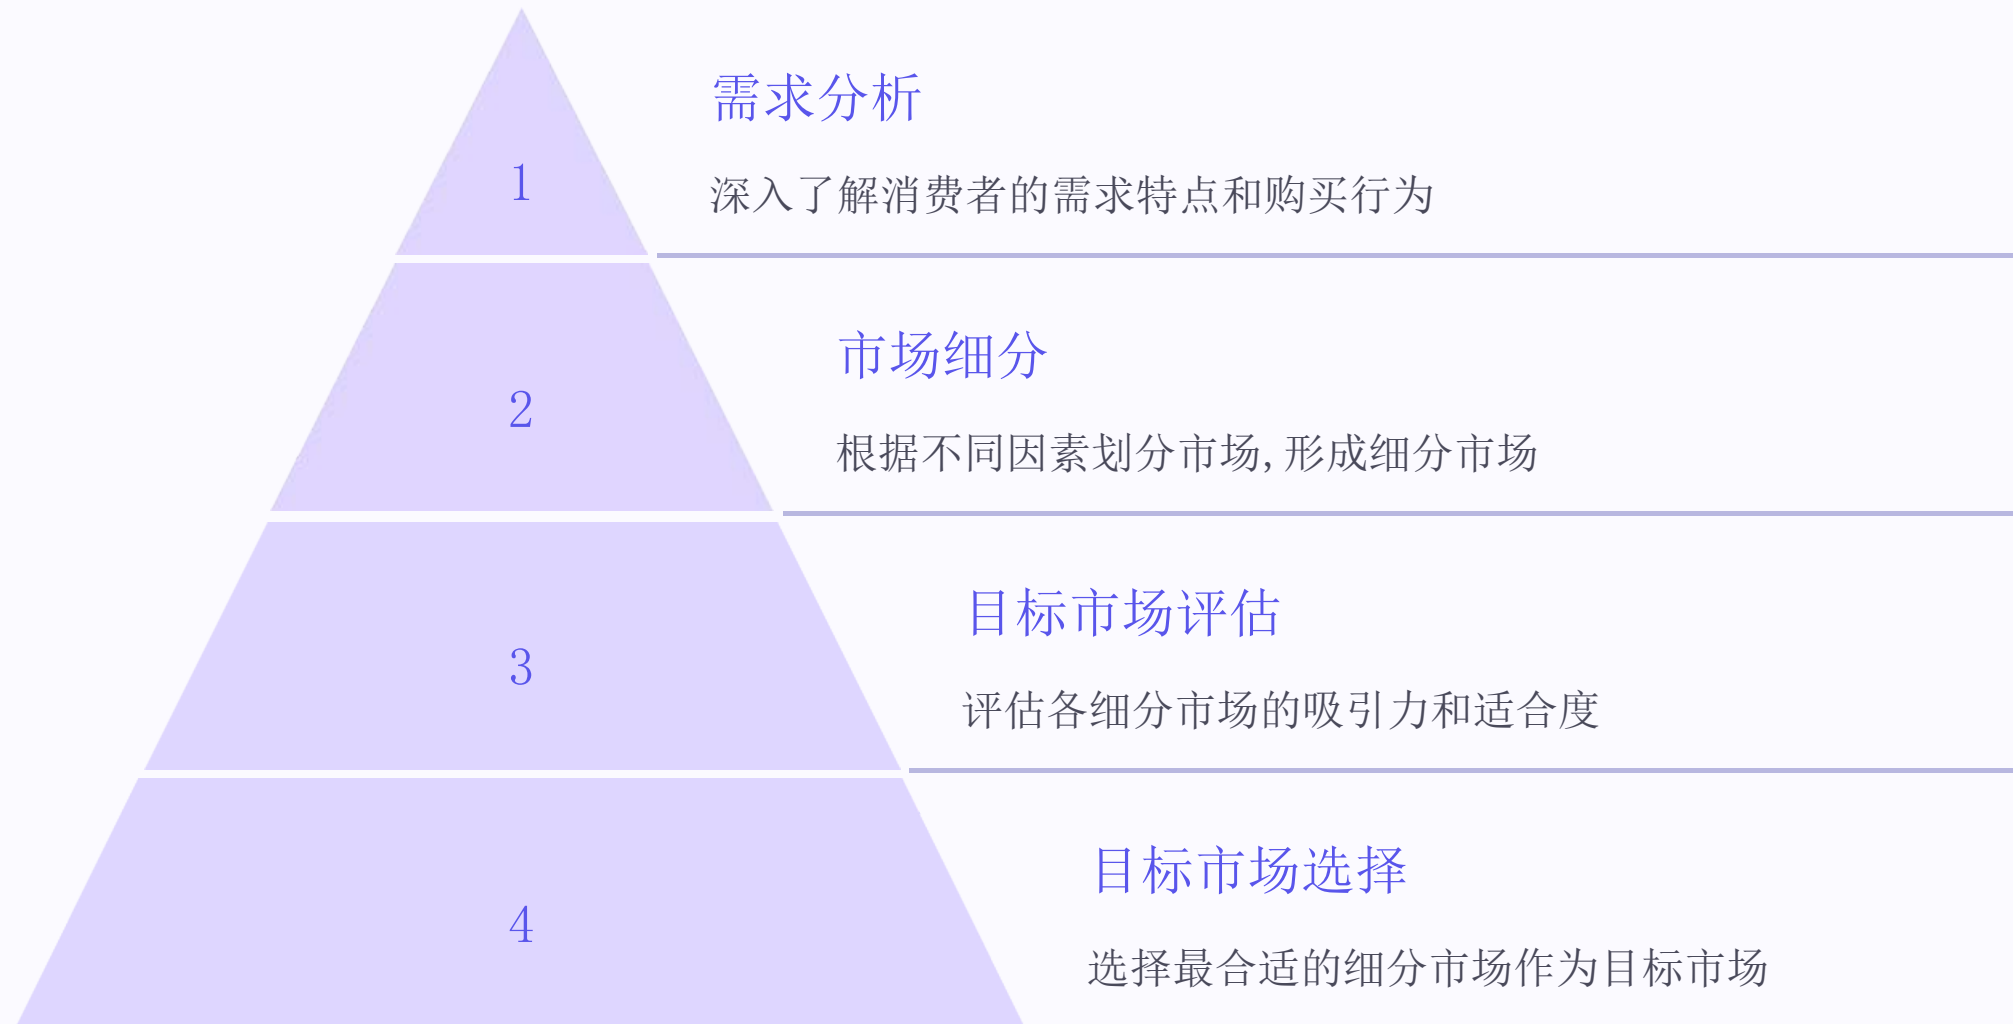 1
需求分析
深入了解消费者的需求特点和购买行为
2
市场细分
根据不同因素划分市场,形成细分市场
3
目标市场评估
评估各细分市场的吸引力和适合度
4
目标市场选择
选择最合适的细分市场作为目标市场